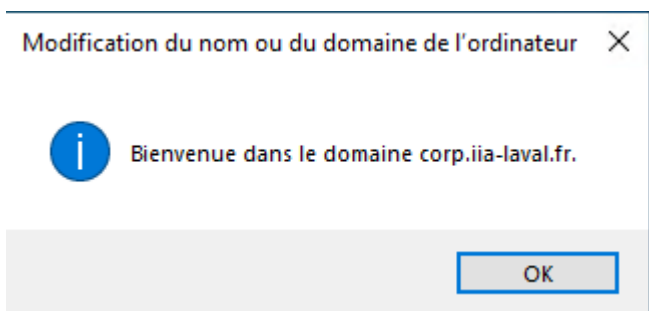 Modification du nom ou du domaine de l’ordinateur
Bienvenue dans le domaine corp.iia-laval.fr.
OK